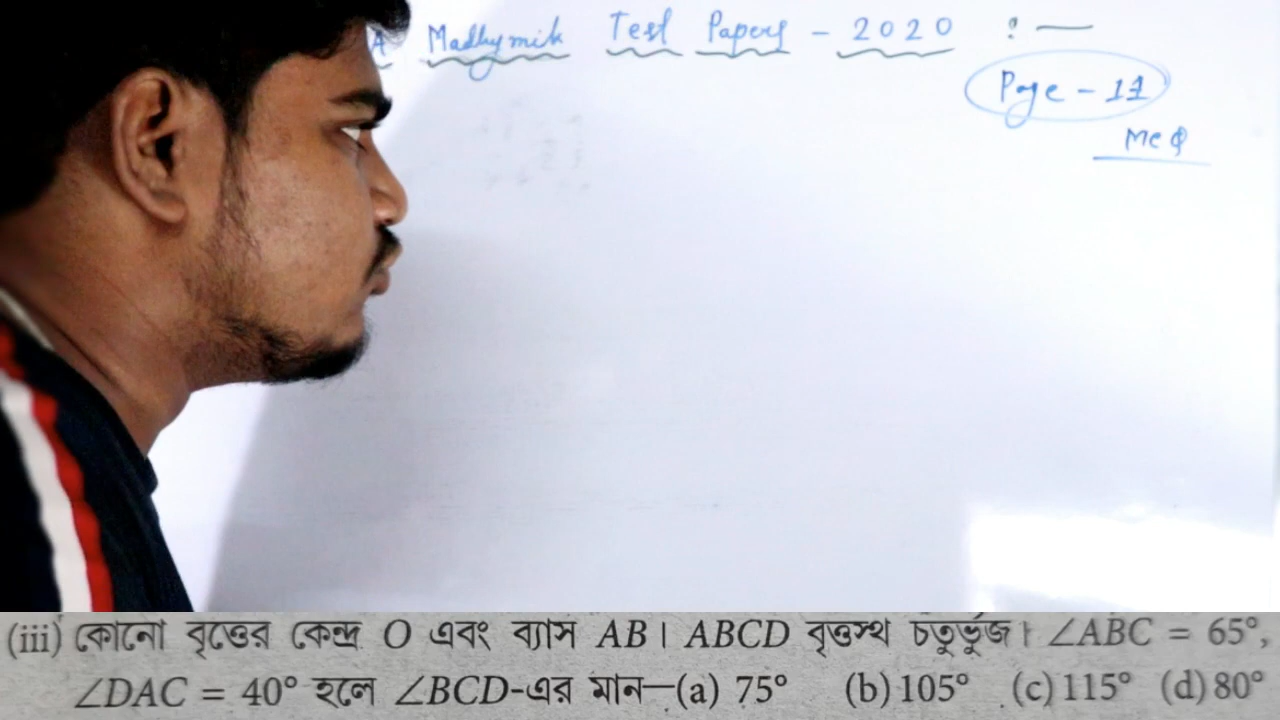 A Madhymik Test Papers - 2020 : —
Page - 11
MCQ
(iii) কোনো বৃত্তের কেন্দ্র O এবং ব্যাস AB। ABCD বৃত্তস্থ চতুর্ভুজ। ∠ABC = 65°,
∠DAC = 40° হলে ∠BCD-এর মান—(a) 75° (b) 105° (c) 115° (d) 80°